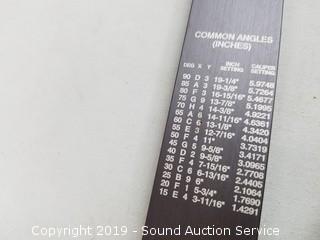 COMMON ANGLES
(INCHES)
DEG X Y INCH SETTING CALIPER SETTING
90 D 3 19-1/4" 5.9748
85 A 3 19-3/8" 5.7264
80 F 3 16-15/16" 5.4677
75 G 9 13-7/8" 5.1995
70 H 4 14-3/8" 4.9221
65 A 6 14-11/16" 4.6361
60 C 6 13-1/8" 4.3420
55 E 3 12-7/16" 4.0404
50 F 4 11" 3.7319
45 G 5 9-5/8" 3.4171
40 D 2 9-5/8" 3.0965
35 F 4 7-15/16" 2.7708
30 C 6 6-13/16" 2.4405
25 B 9 6" 2.1064
20 F 1 5-3/4" 1.7690
15 E 4 3-11/16" 1.4291
Copyright 2019 - All Rights Reserved